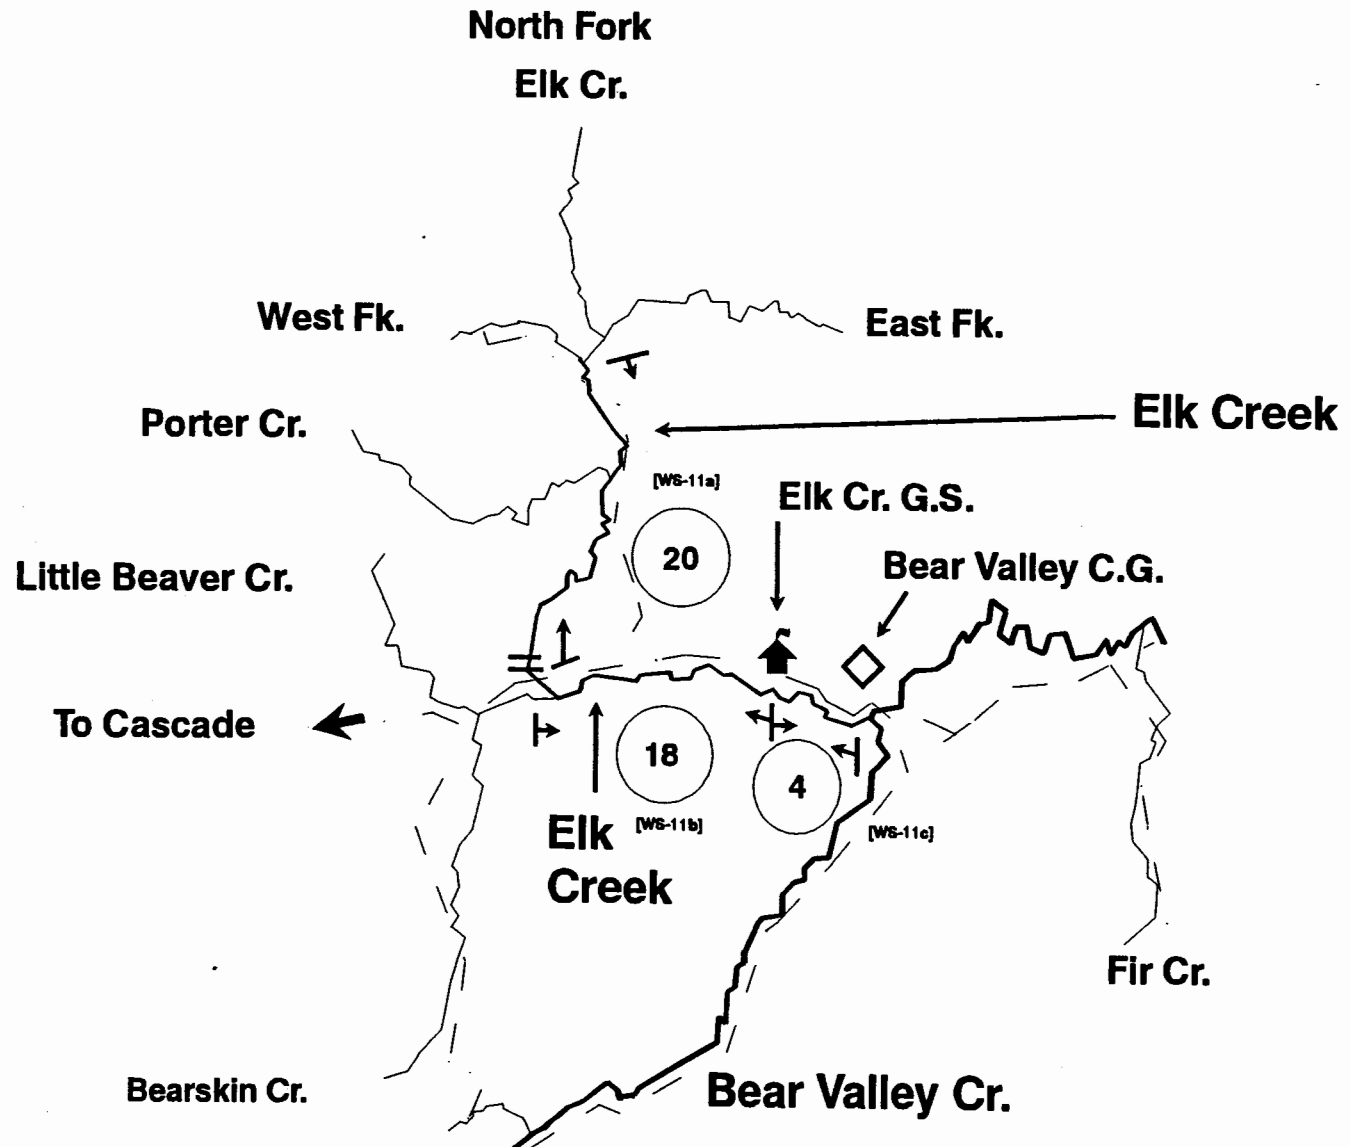 North Fork
Elk Cr.
West Fk.
East Fk.
Elk Creek
Porter Cr.
[WS-11a]
Elk Cr. G.S.
20
Bear Valley C.G.
Little Beaver Cr.
To Cascade
18
4
Elk
Creek
[WS-11b]
[WS-11c]
Fir Cr.
Bearskin Cr.
Bear Valley Cr.